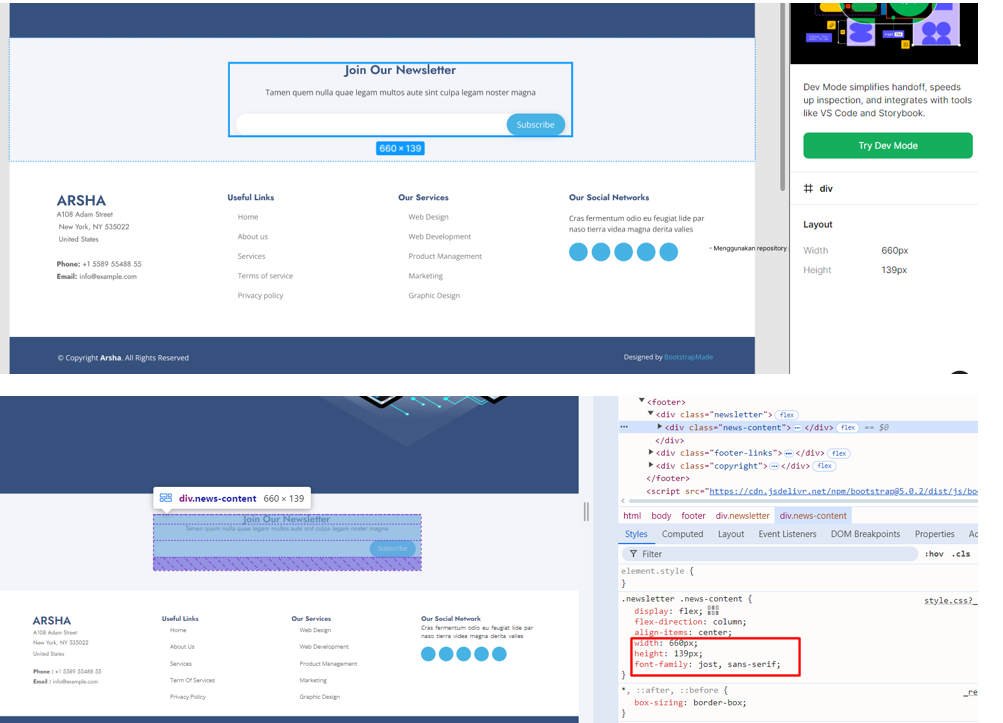 Join Our Newsletter
Tamen quem nulla quae legam multos aute sint culpa legam noster magna
Subscribe
660 × 139
Dev Mode simplifies handoff, speeds
up inspection, and integrates with tools
like VS Code and Storybook.
Try Dev Mode
div
Layout
Width 660px
Height 139px
ARSHA
A108 Adam Street
New York, NY 535022
United States
Phone: +1 5589 55488 55
Email: info@example.com
Useful Links
Home
About us
Services
Terms of service
Privacy policy
Our Services
Web Design
Web Development
Product Management
Marketing
Graphic Design
Our Social Networks
Cras fermentum odio eu feugiat lide par
naso tierra videa magna derita valies
- Menggunakan repository
© Copyright Arsha. All Rights Reserved
Designed by BootstrapMade
div.news-content 660 × 139
Join Our Newsletter
Tamen quem nulla quae legam multos aute sint culpa legam noster magna
Subscribe
ARSHA
A108 Adam Street
New York, NY 535022
United States
Phone : +1 5589 55488 55
Email : info@example.com
Useful Links
Home
About Us
Services
Term Of Services
Privacy Policy
Our Services
Web Design
Web Development
Product Management
Marketing
Graphic Design
Our Social Network
Cras fermentum odio eu feugiat lide par
naso tierra videa magna derita valies
▼<footer>
▼<div class="newsletter"> flex
… ▶<div class="news-content"> … </div> flex == $0
</div>
▶<div class="footer-links"> … </div> flex
▶<div class="copyright"> … </div> flex
</footer>
<script src="https://cdn.jsdelivr.net/npm/bootstrap@5.0.2/dist/js/bo
html body footer div.newsletter div.news-content
Styles Computed Layout Event Listeners DOM Breakpoints Properties Ac
Filter :hov .cls
element.style {
}
.newsletter .news-content { style.css?_
display: flex;
flex-direction: column;
align-items: center;
width: 660px;
height: 139px;
font-family: jost, sans-serif;
}
*, ::after, ::before { _re
box-sizing: border-box;
}